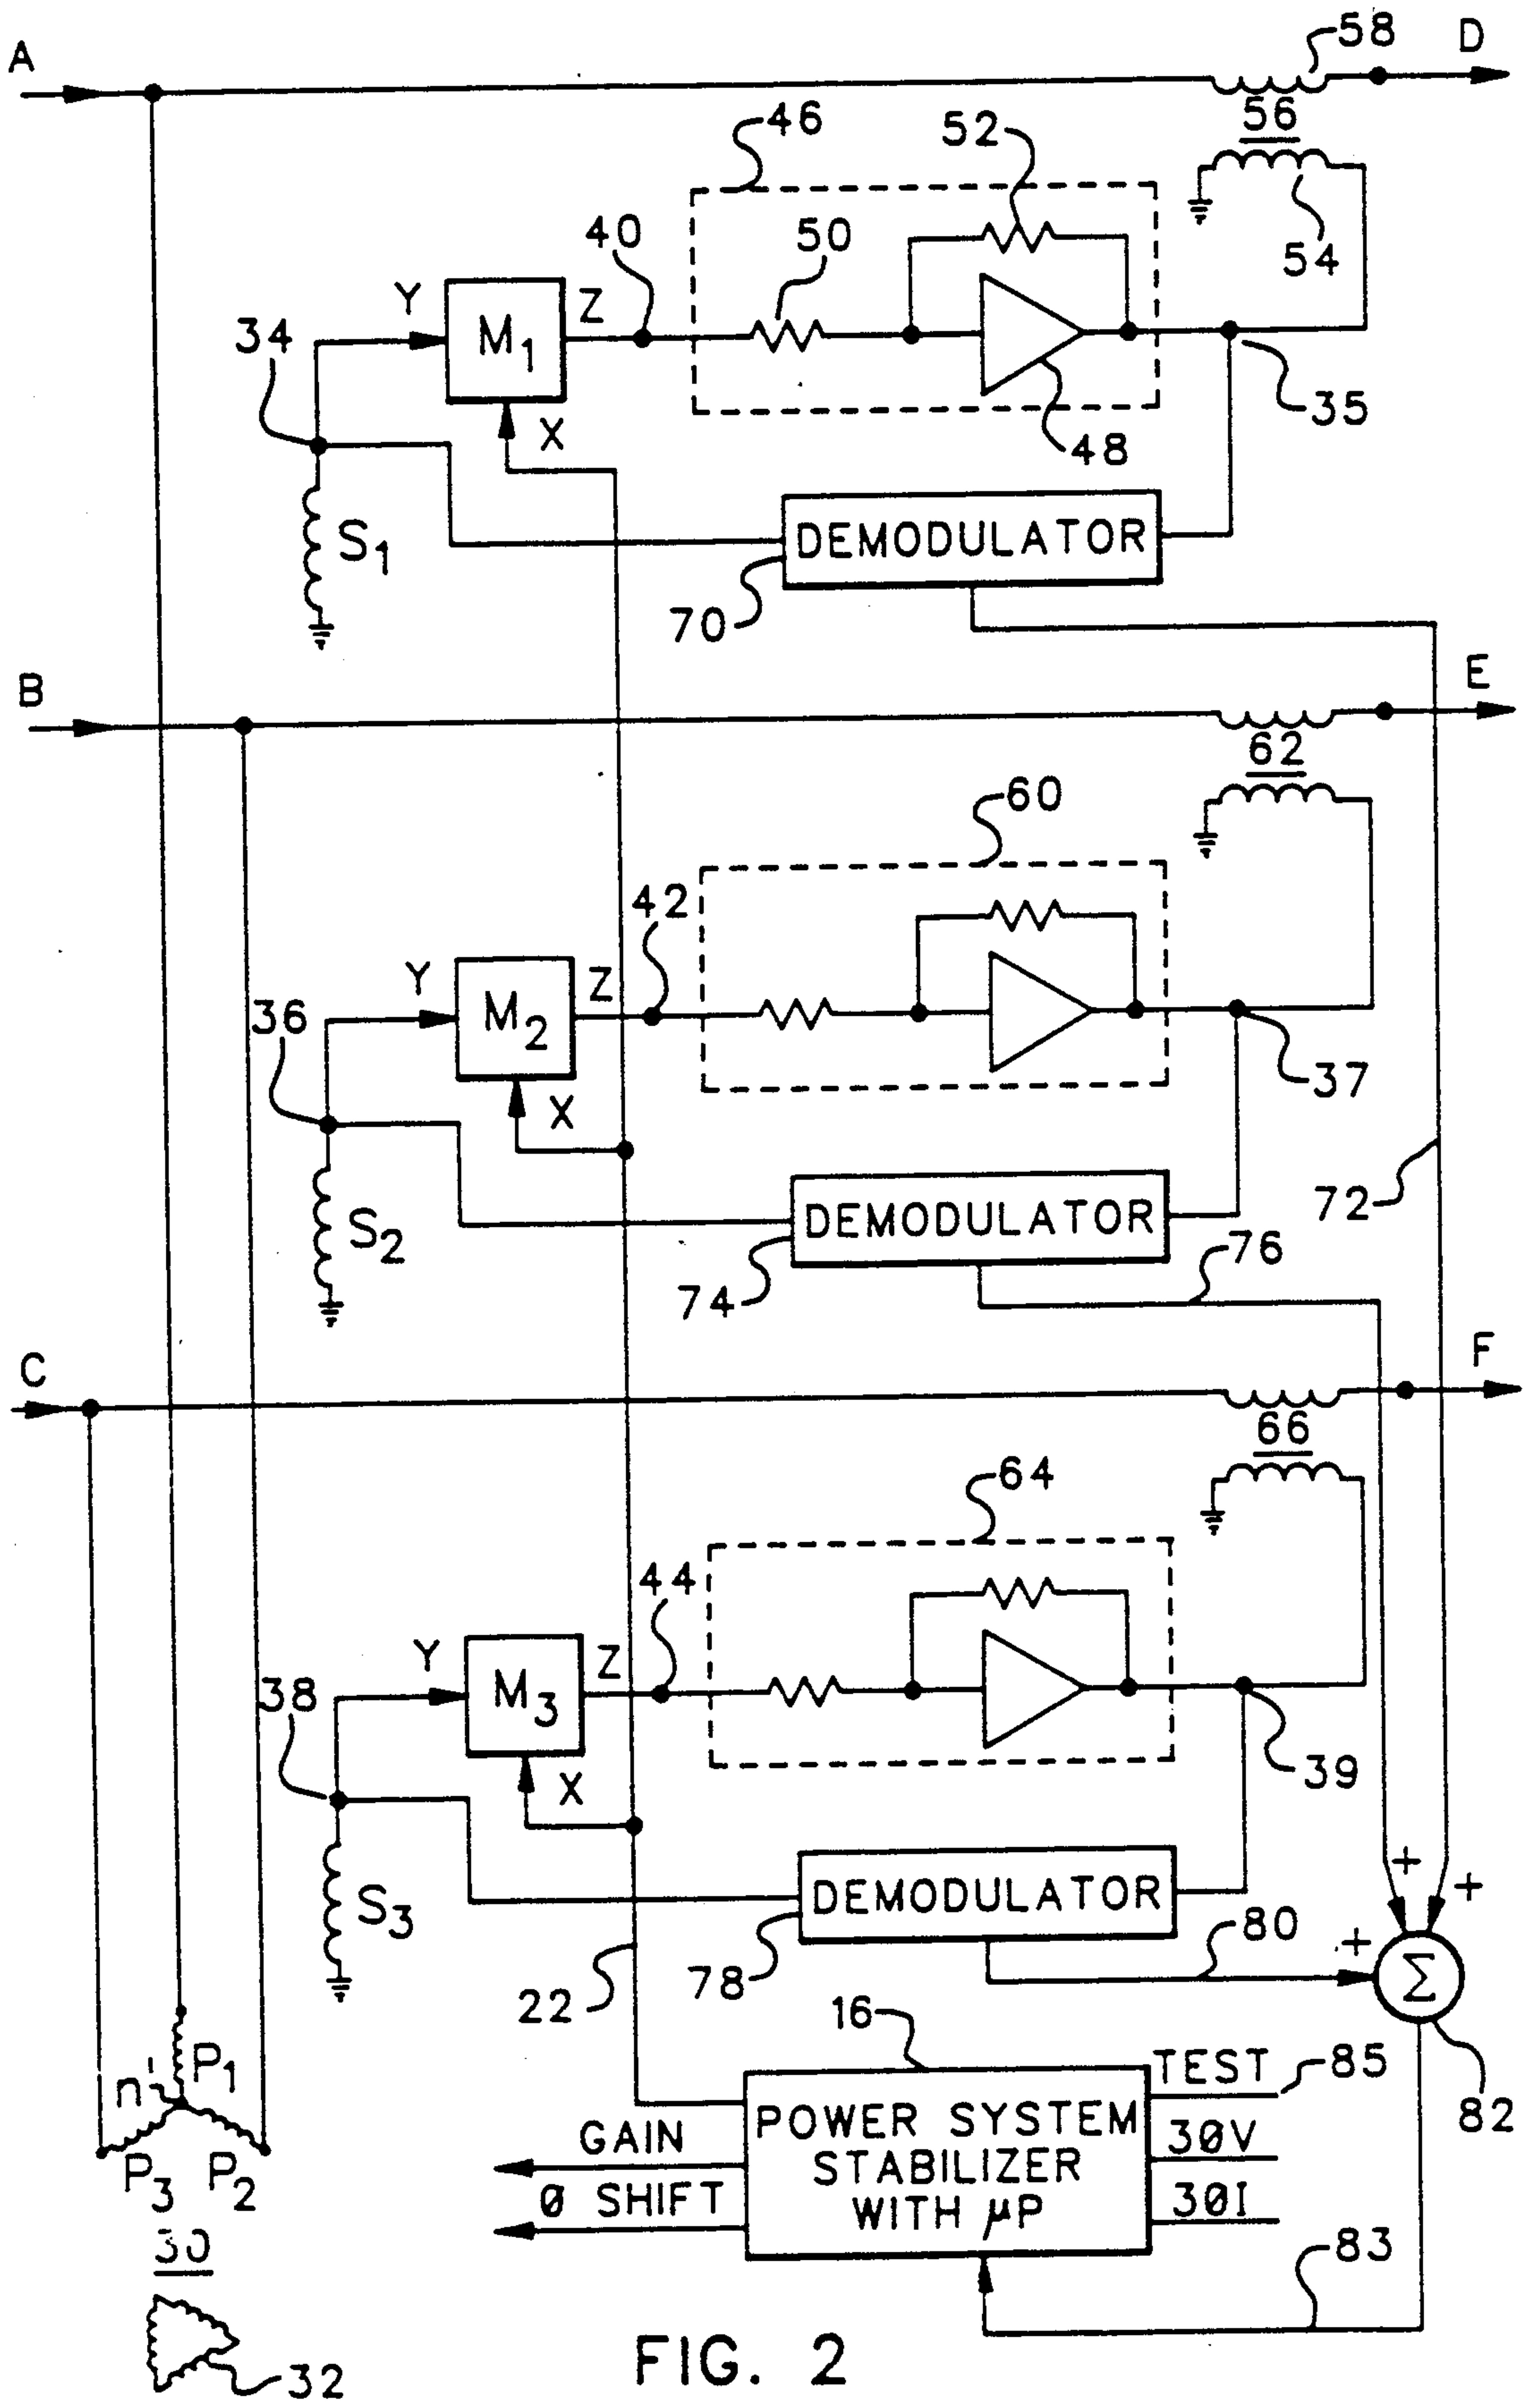 58
A
D
46
52
56
40
50
54
Y
Z
34
M1
35
X
48
S1
DEMODULATOR
70
B
E
62
60
42
Y
Z
36
M2
37
X
72
S2
DEMODULATOR
76
74
C
F
66
64
44
Y
Z
38
M3
39
X
+
+
S3
DEMODULATOR
80
+
78
22
Σ
16
P1
n'
TEST
85
82
POWER SYSTEM
STABILIZER
WITH µP
GAIN
30V
P3
P2
Ø SHIFT
30I
30
83
FIG. 2
32